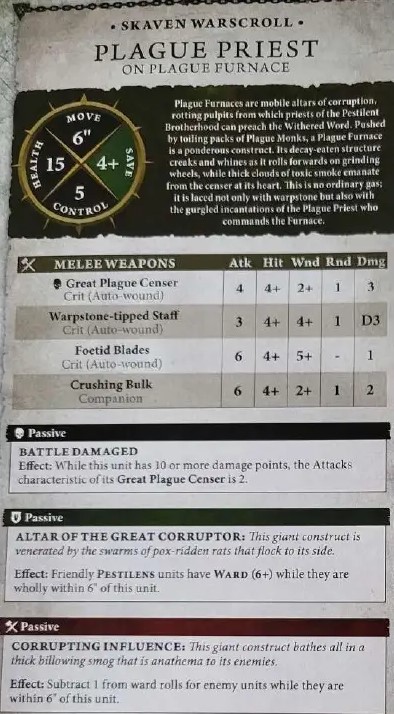 • SKAVEN WARSCROLL •
PLAGUE PRIEST
ON PLAGUE FURNACE
MOVE
6"
HEALTH
15
4+
SAVE
5
CONTROL
Plague Furnaces are mobile altars of corruption,
rotting pulpits from which priests of the Pestilent
Brotherhood can preach the Withered Word. Pushed
by toiling packs of Plague Monks, a Plague Furnace
is a ponderous construct. Its decay-eaten structure
creaks and whines as it rolls forwards on grinding
wheels, while thick clouds of toxic smoke emanate
from the censer at its heart. This is no ordinary gas;
it is laced not only with warpstone but also with
the gurgled incantations of the Plague Priest who
commands the Furnace.
MELEE WEAPONS Atk Hit Wnd Rnd Dmg
Great Plague Censer 4 4+ 2+ 1 3
Crit (Auto-wound)
Warpstone-tipped Staff 3 4+ 4+ 1 D3
Crit (Auto-wound)
Foetid Blades 6 4+ 5+ - 1
Crit (Auto-wound)
Crushing Bulk 6 4+ 2+ 1 2
Companion
Passive
BATTLE DAMAGED
Effect: While this unit has 10 or more damage points, the Attacks
characteristic of its Great Plague Censer is 2.
Passive
ALTAR OF THE GREAT CORRUPTOR: This giant construct is
venerated by the swarms of pox-ridden rats that flock to its side.
Effect: Friendly PESTILENS units have WARD (6+) while they are
wholly within 6" of this unit.
Passive
CORRUPTING INFLUENCE: This giant construct bathes all in a
thick billowing smog that is anathema to its enemies.
Effect: Subtract 1 from ward rolls for enemy units while they are
within 6" of this unit.